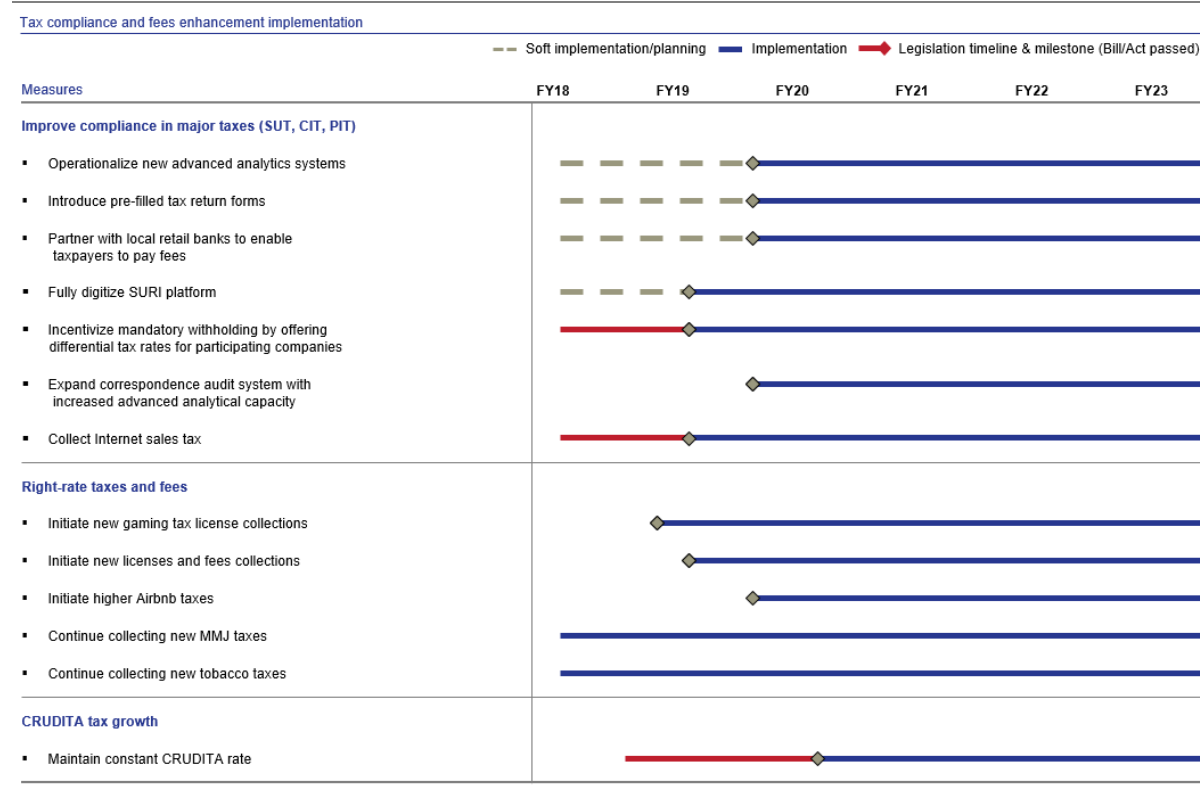 Tax compliance and fees enhancement implementation
Soft implementation/planning Implementation Legislation timeline & milestone (Bill/Act passed)
Measures FY18 FY19 FY20 FY21 FY22 FY23
Improve compliance in major taxes (SUT, CIT, PIT)
▪ Operationalize new advanced analytics systems
▪ Introduce pre-filled tax return forms
▪ Partner with local retail banks to enable
taxpayers to pay fees
▪ Fully digitize SURI platform
▪ Incentivize mandatory withholding by offering
differential tax rates for participating companies
▪ Expand correspondence audit system with
increased advanced analytical capacity
▪ Collect Internet sales tax
Right-rate taxes and fees
▪ Initiate new gaming tax license collections
▪ Initiate new licenses and fees collections
▪ Initiate higher Airbnb taxes
▪ Continue collecting new MMJ taxes
▪ Continue collecting new tobacco taxes
CRUDITA tax growth
▪ Maintain constant CRUDITA rate